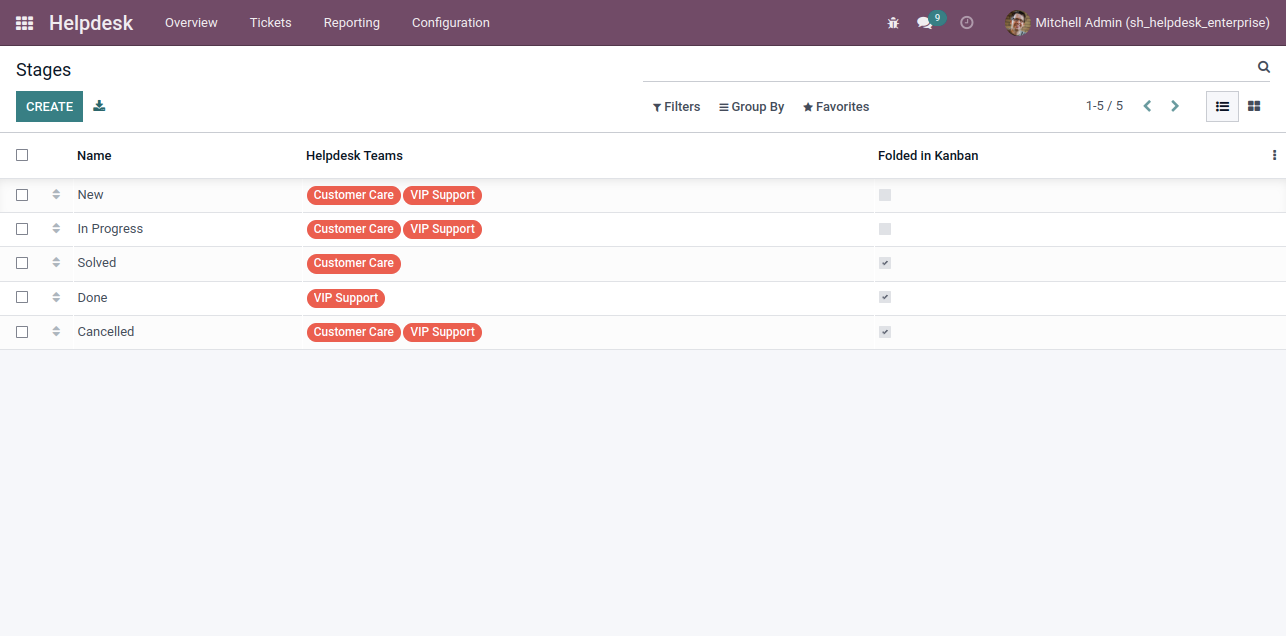 Helpdesk Overview Tickets Reporting Configuration 9 Mitchell Admin (sh_helpdesk_enterprise)
Stages
CREATE Filters Group By Favorites 1-5 / 5
Name Helpdesk Teams Folded in Kanban
New Customer Care VIP Support
In Progress Customer Care VIP Support
Solved Customer Care
Done VIP Support
Cancelled Customer Care VIP Support